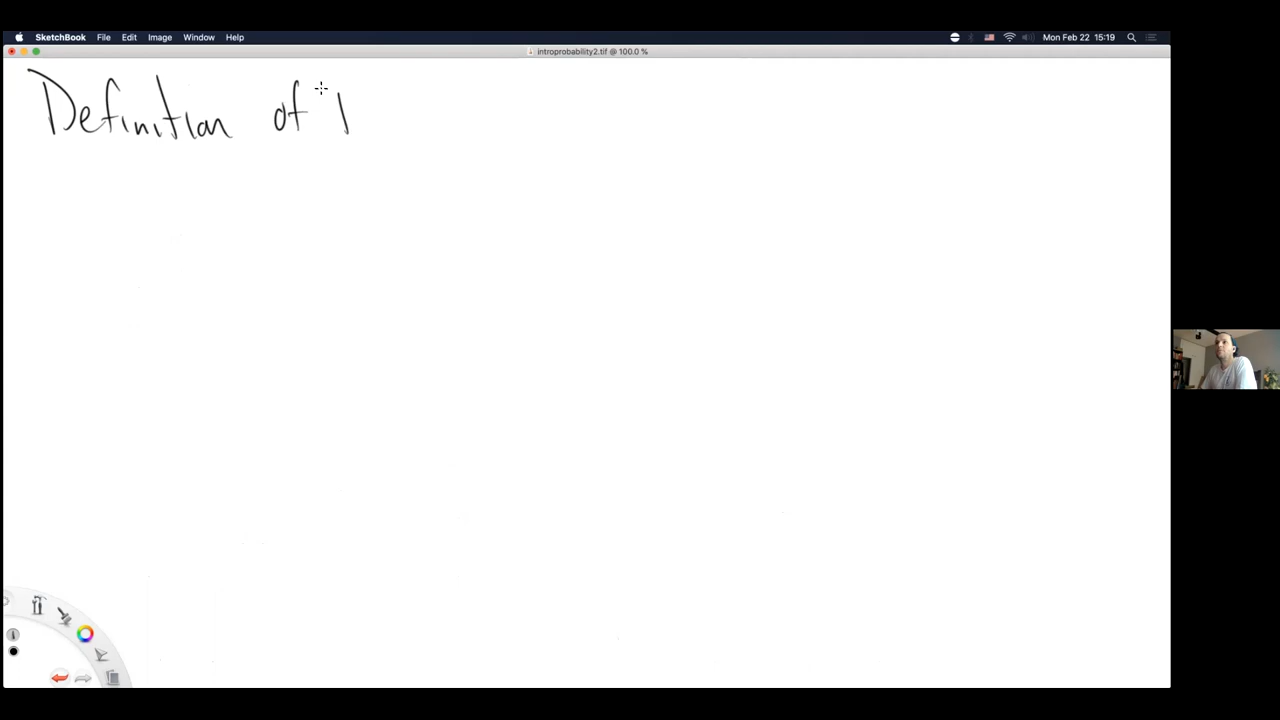 SketchBook File Edit Image Window Help Mon Feb 22 15:19
introprobability2.tif @ 100.0 %
Definition of